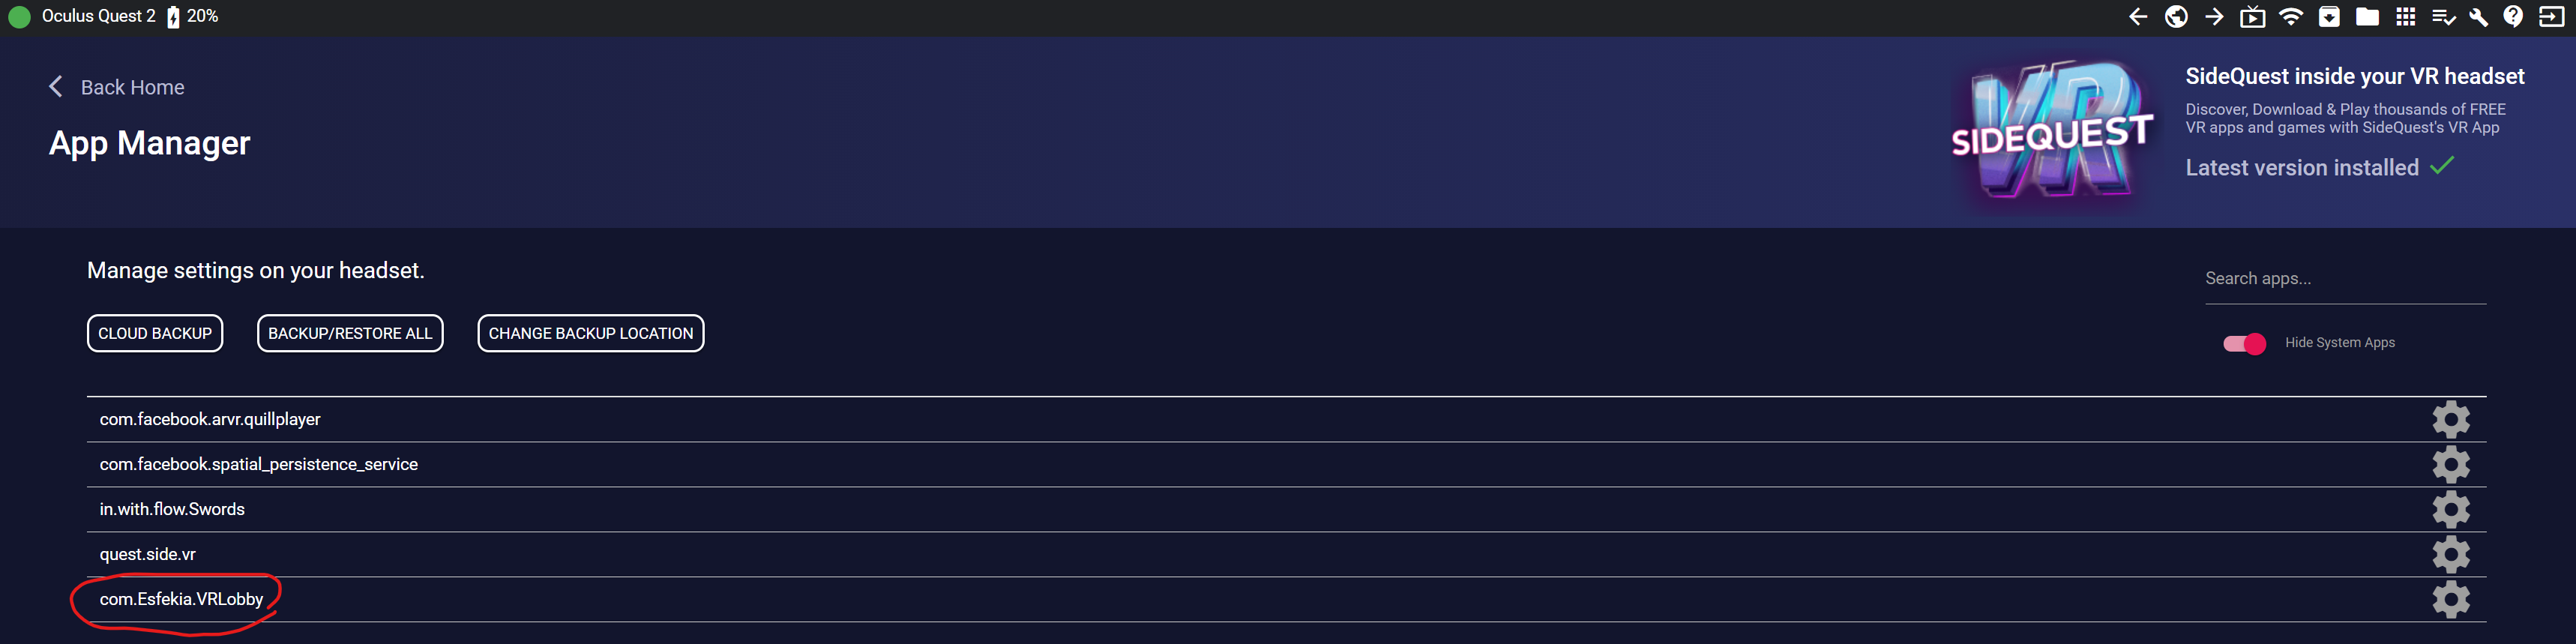 Oculus Quest 2 20%
Back Home
App Manager
VR
SIDEQUEST
SideQuest inside your VR headset
Discover, Download & Play thousands of FREE
VR apps and games with SideQuest's VR App
Latest version installed
Manage settings on your headset.
Search apps...
CLOUD BACKUP
BACKUP/RESTORE ALL
CHANGE BACKUP LOCATION
Hide System Apps
com.facebook.arvr.quillplayer
com.facebook.spatial_persistence_service
in.with.flow.Swords
quest.side.vr
com.Esfekia.VRLobby